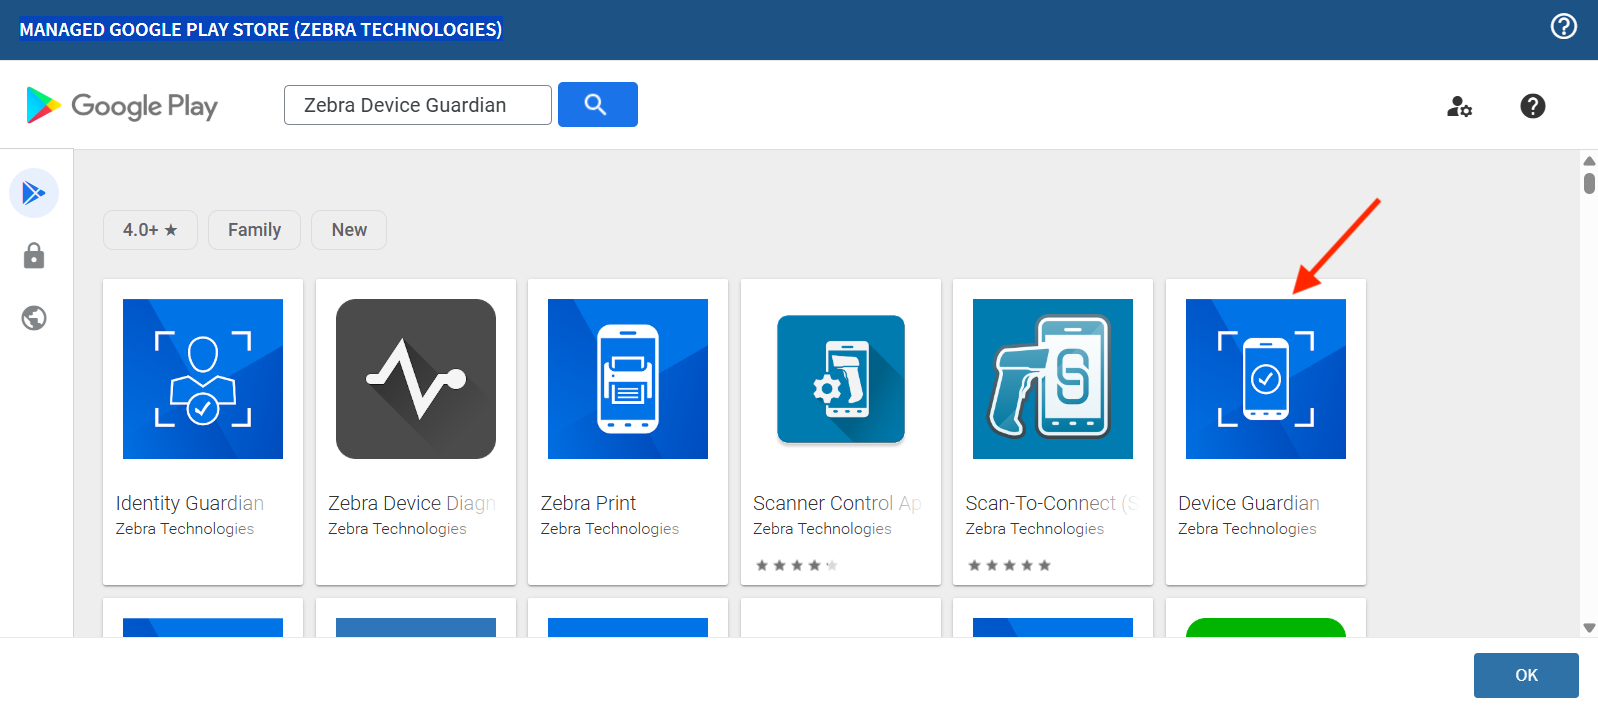 MANAGED GOOGLE PLAY STORE (ZEBRA TECHNOLOGIES)
Google Play
Zebra Device Guardian
4.0+ ★
Family
New
Identity Guardian
Zebra Technologies
Zebra Device Diagn
Zebra Technologies
Zebra Print
Zebra Technologies
Scanner Control Ap
Zebra Technologies
Scan-To-Connect (S
Zebra Technologies
Device Guardian
Zebra Technologies
OK